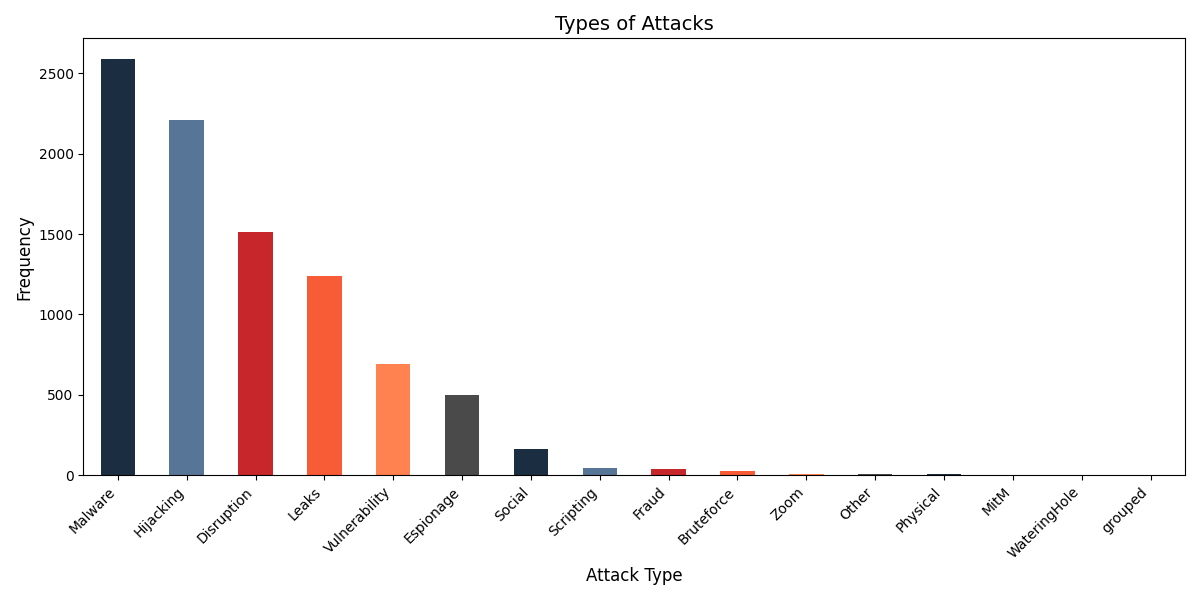 Types of Attacks
Frequency
2500
2000
1500
1000
500
0
Malware
Hijacking
Disruption
Leaks
Vulnerability
Espionage
Social
Scripting
Fraud
Bruteforce
Zoom
Other
Physical
MitM
WateringHole
grouped
Attack Type